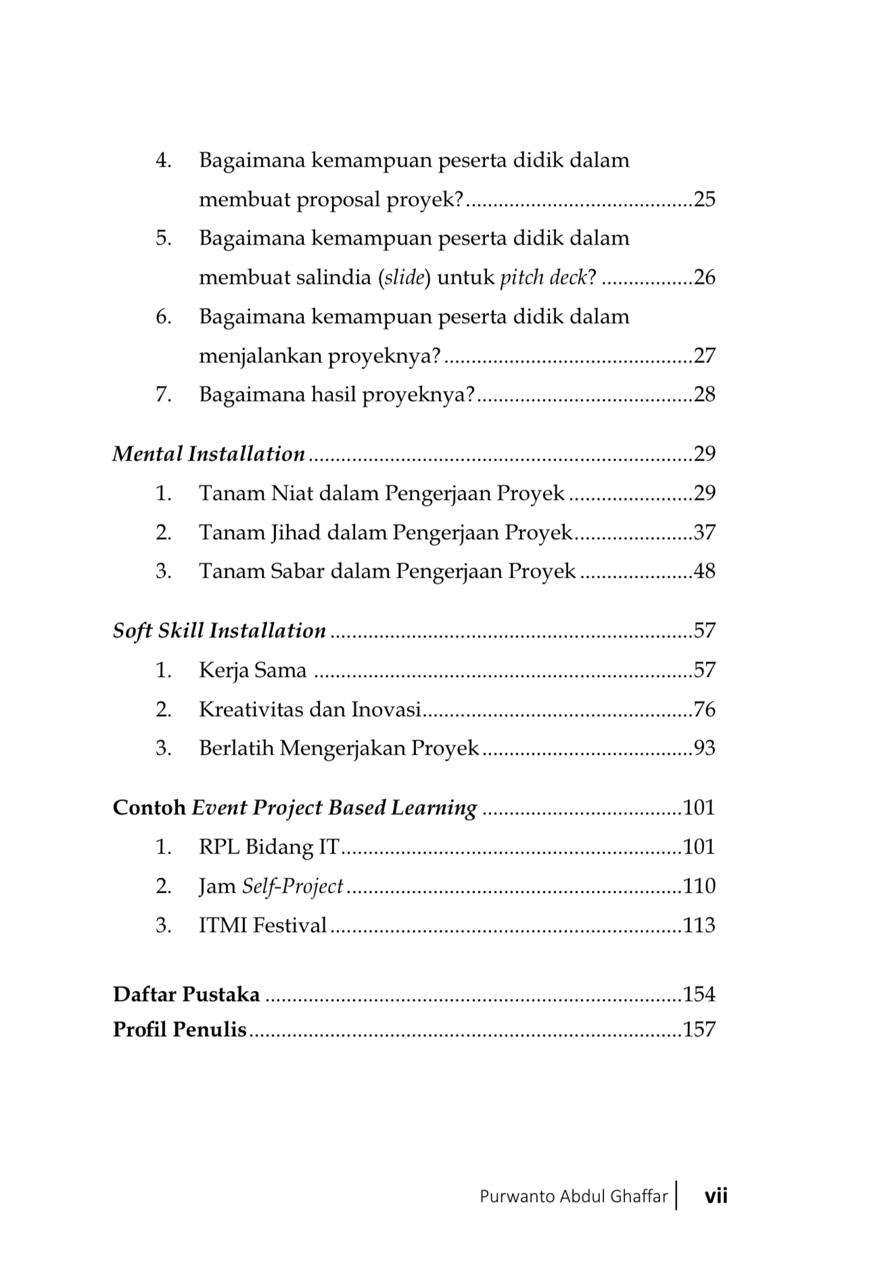 4. Bagaimana kemampuan peserta didik dalam
membuat proposal proyek?..........................................25
5. Bagaimana kemampuan peserta didik dalam
membuat salindia (slide) untuk pitch deck? .................26
6. Bagaimana kemampuan peserta didik dalam
menjalankan proyeknya?..............................................27
7. Bagaimana hasil proyeknya?........................................28
Mental Installation.......................................................................29
1. Tanam Niat dalam Pengerjaan Proyek.......................29
2. Tanam Jihad dalam Pengerjaan Proyek......................37
3. Tanam Sabar dalam Pengerjaan Proyek.....................48
Soft Skill Installation...................................................................57
1. Kerja Sama ......................................................................57
2. Kreativitas dan Inovasi..................................................76
3. Berlatih Mengerjakan Proyek.......................................93
Contoh Event Project Based Learning .....................................101
1. RPL Bidang IT...............................................................101
2. Jam Self-Project..............................................................110
3. ITMI Festival.................................................................113
Daftar Pustaka .............................................................................154
Profil Penulis................................................................................157
Purwanto Abdul Ghaffar | vii